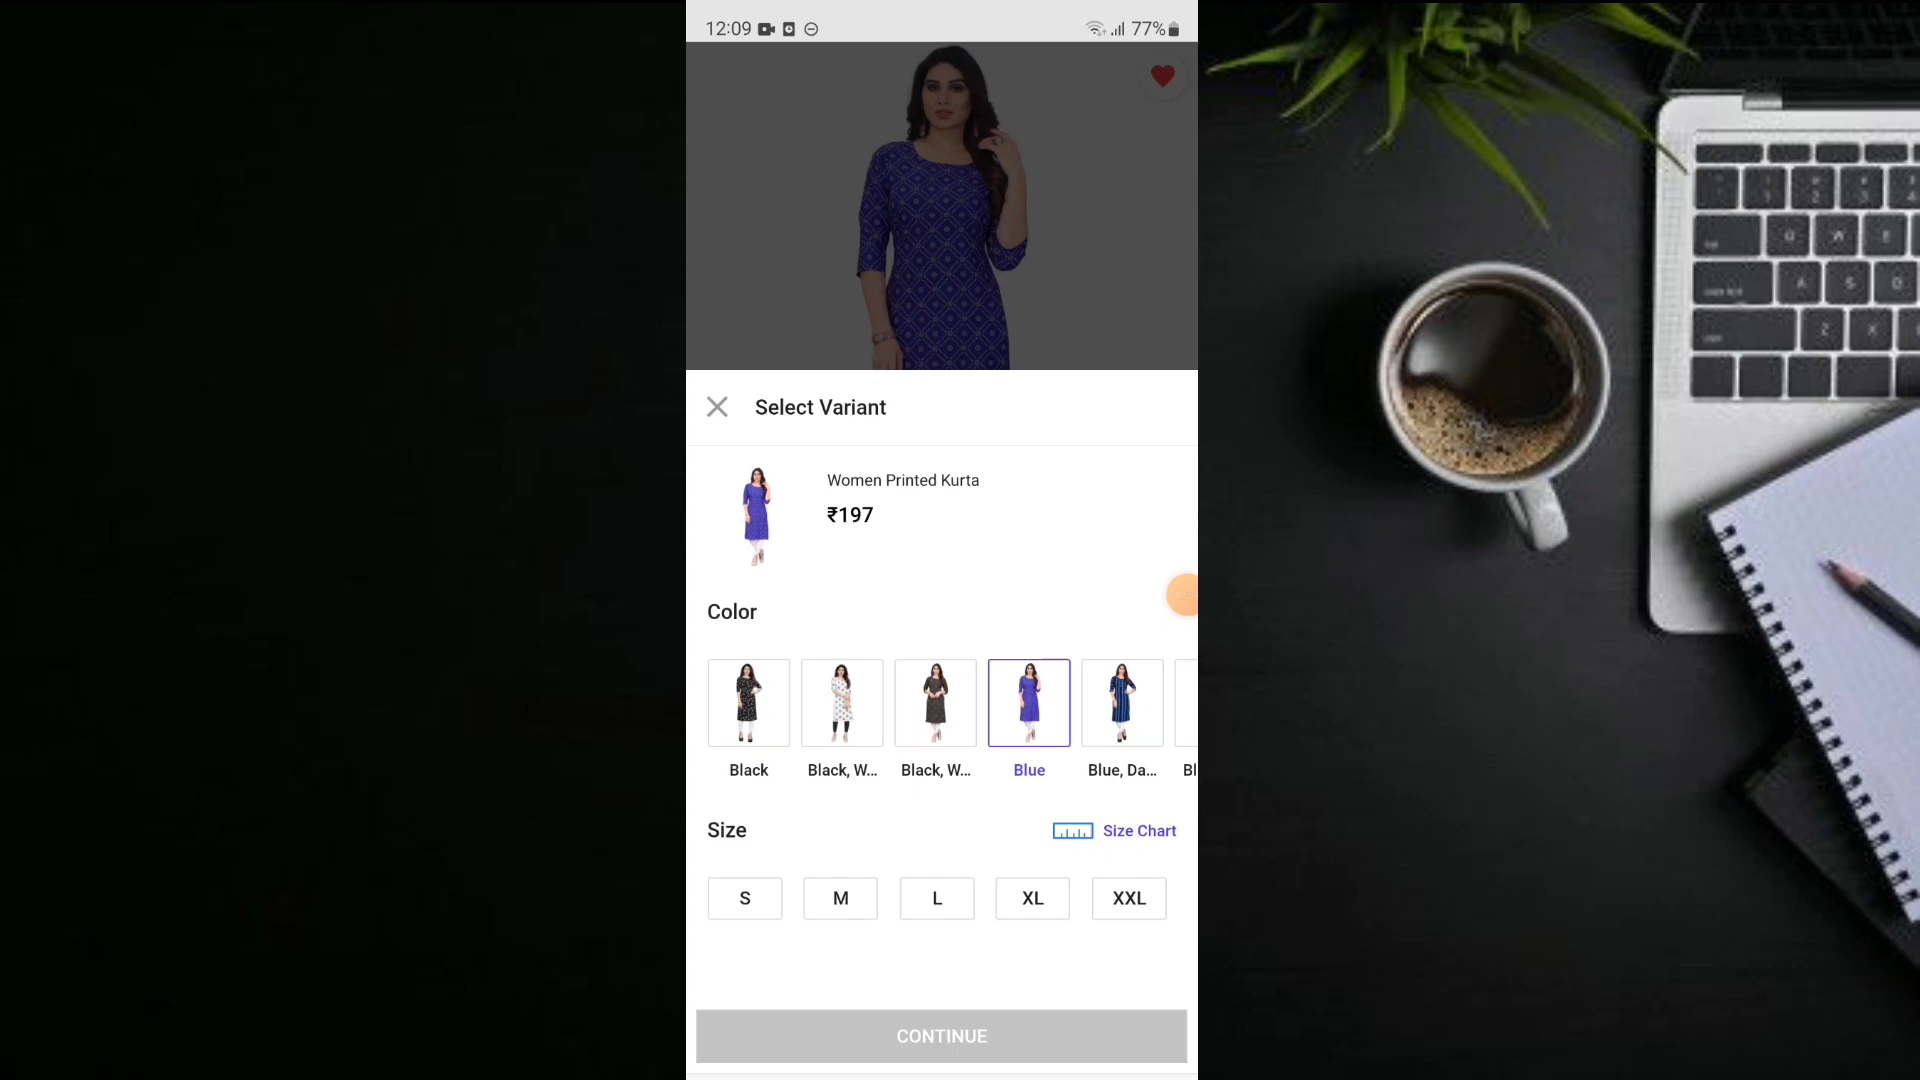 12:09
77%
Select Variant
Women Printed Kurta
₹197
Color
Black
Black, W...
Black, W...
Blue
Blue, Da...
Bl
Size
Size Chart
S
M
L
XL
XXL
CONTINUE
Q W E
A S D
Z X